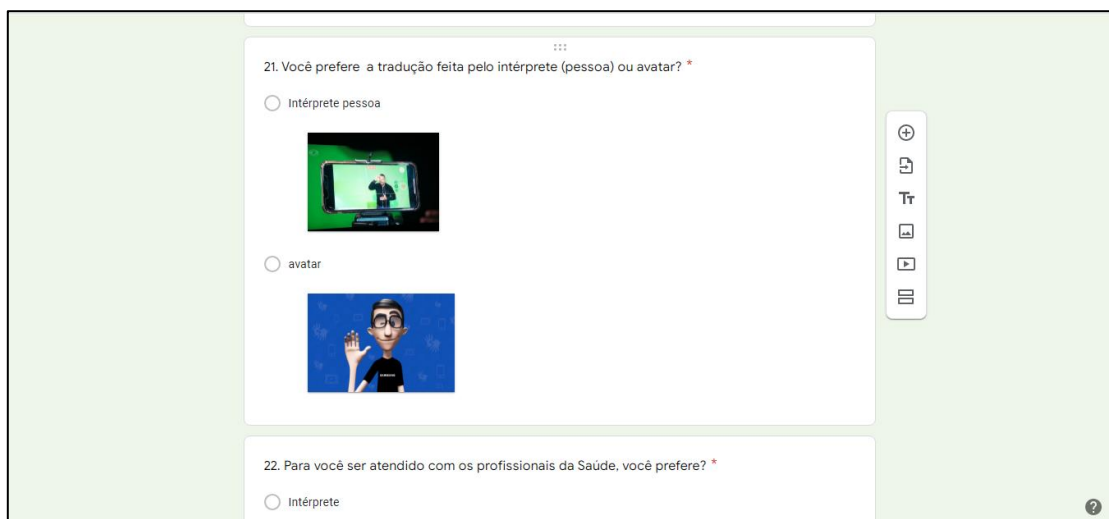 21. Você prefere a tradução feita pelo intérprete (pessoa) ou avatar? *
Intérprete pessoa
avatar
22. Para você ser atendido com os profissionais da Saúde, você prefere? *
Intérprete